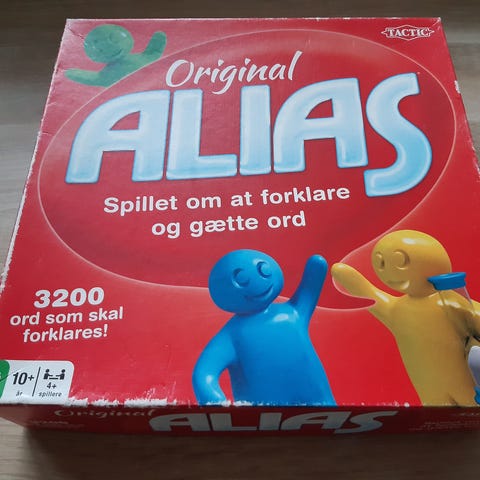 TACTIC
Original
ALIAS
Spillet om at forklare
og gætte ord
3200
ord som skal
forklares!
10+
år
4+
spillere
Original
ALIAS